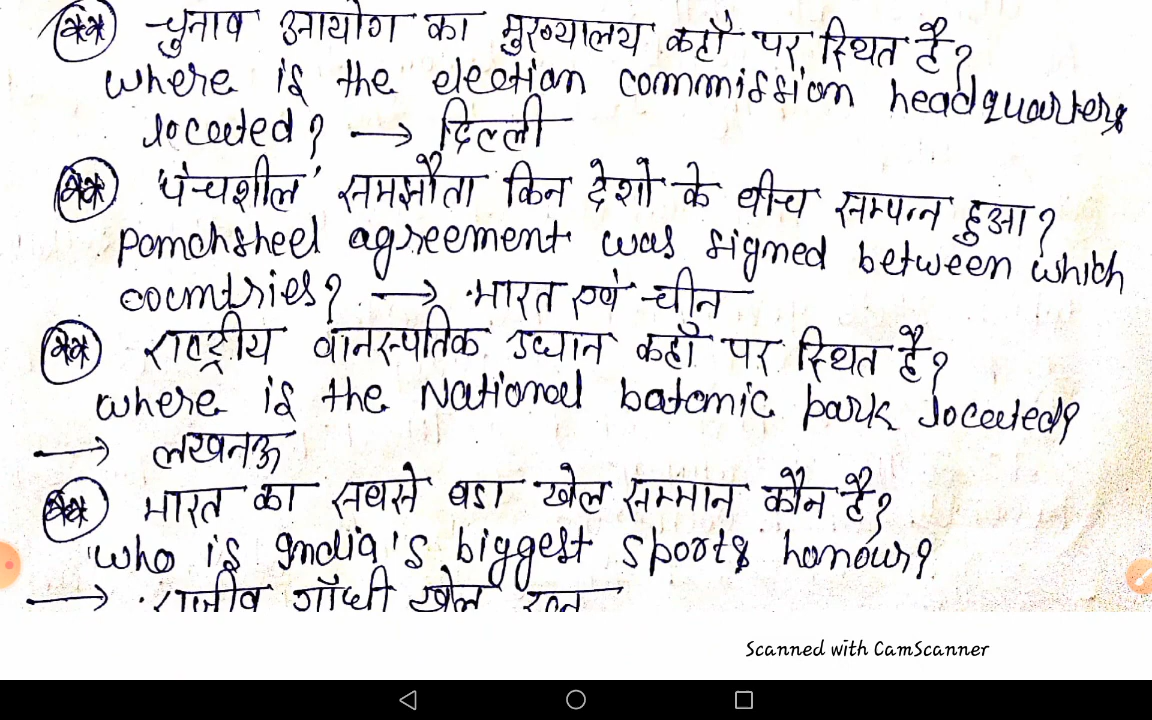 चुनाव आयोग का मुख्यालय कहाँ पर स्थित है?
where is the election commission headquarters
located? → दिल्ली
'पंचशील' समझौता किन देशो के बीच सम्पन्न हुआ?
Panchsheel agreement was signed between which
countries? → भारत एवं चीन
राष्ट्रीय वानस्पतिक उद्यान कहाँ पर स्थित है?
where is the National batonic park located?
→ लखनऊ
भारत का सबसे बडा खेल सम्मान कौन है?
who is India's biggest sports honour?
→ राजीव गाँधी खेल रत्न
Scanned with CamScanner